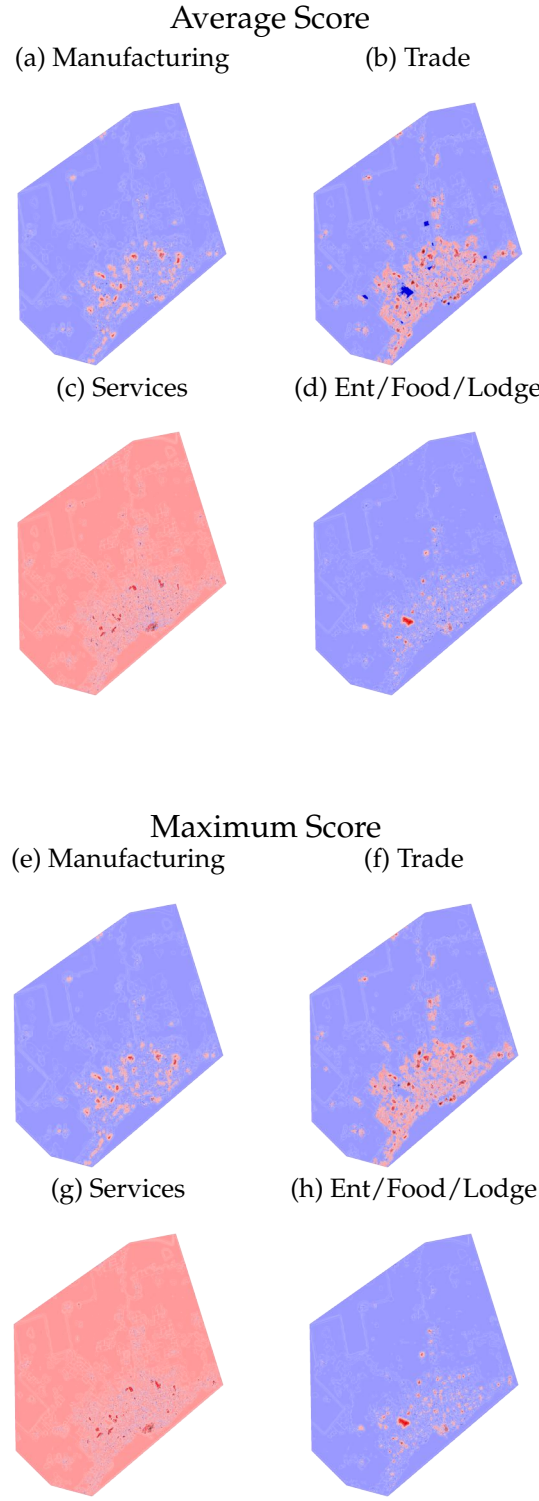 Average Score
(a) Manufacturing
(b) Trade
(c) Services
(d) Ent/Food/Lodge
Maximum Score
(e) Manufacturing
(f) Trade
(g) Services
(h) Ent/Food/Lodge